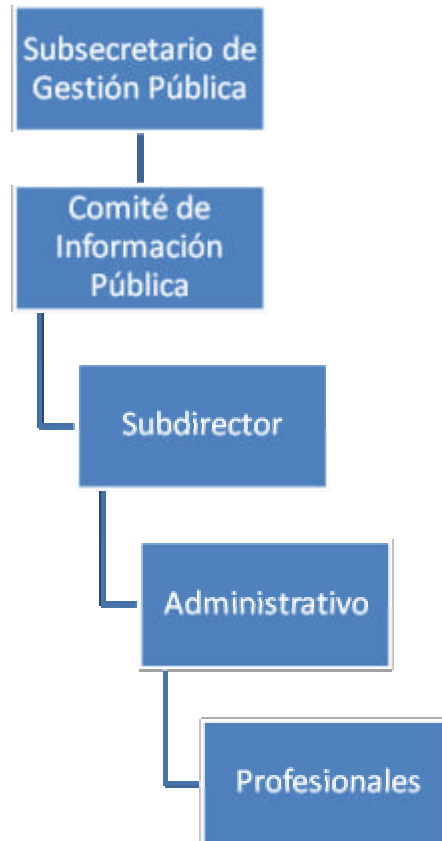 Subsecretario de
Gestión Pública
Comité de
Información
Pública
Subdirector
Administrativo
Profesionales